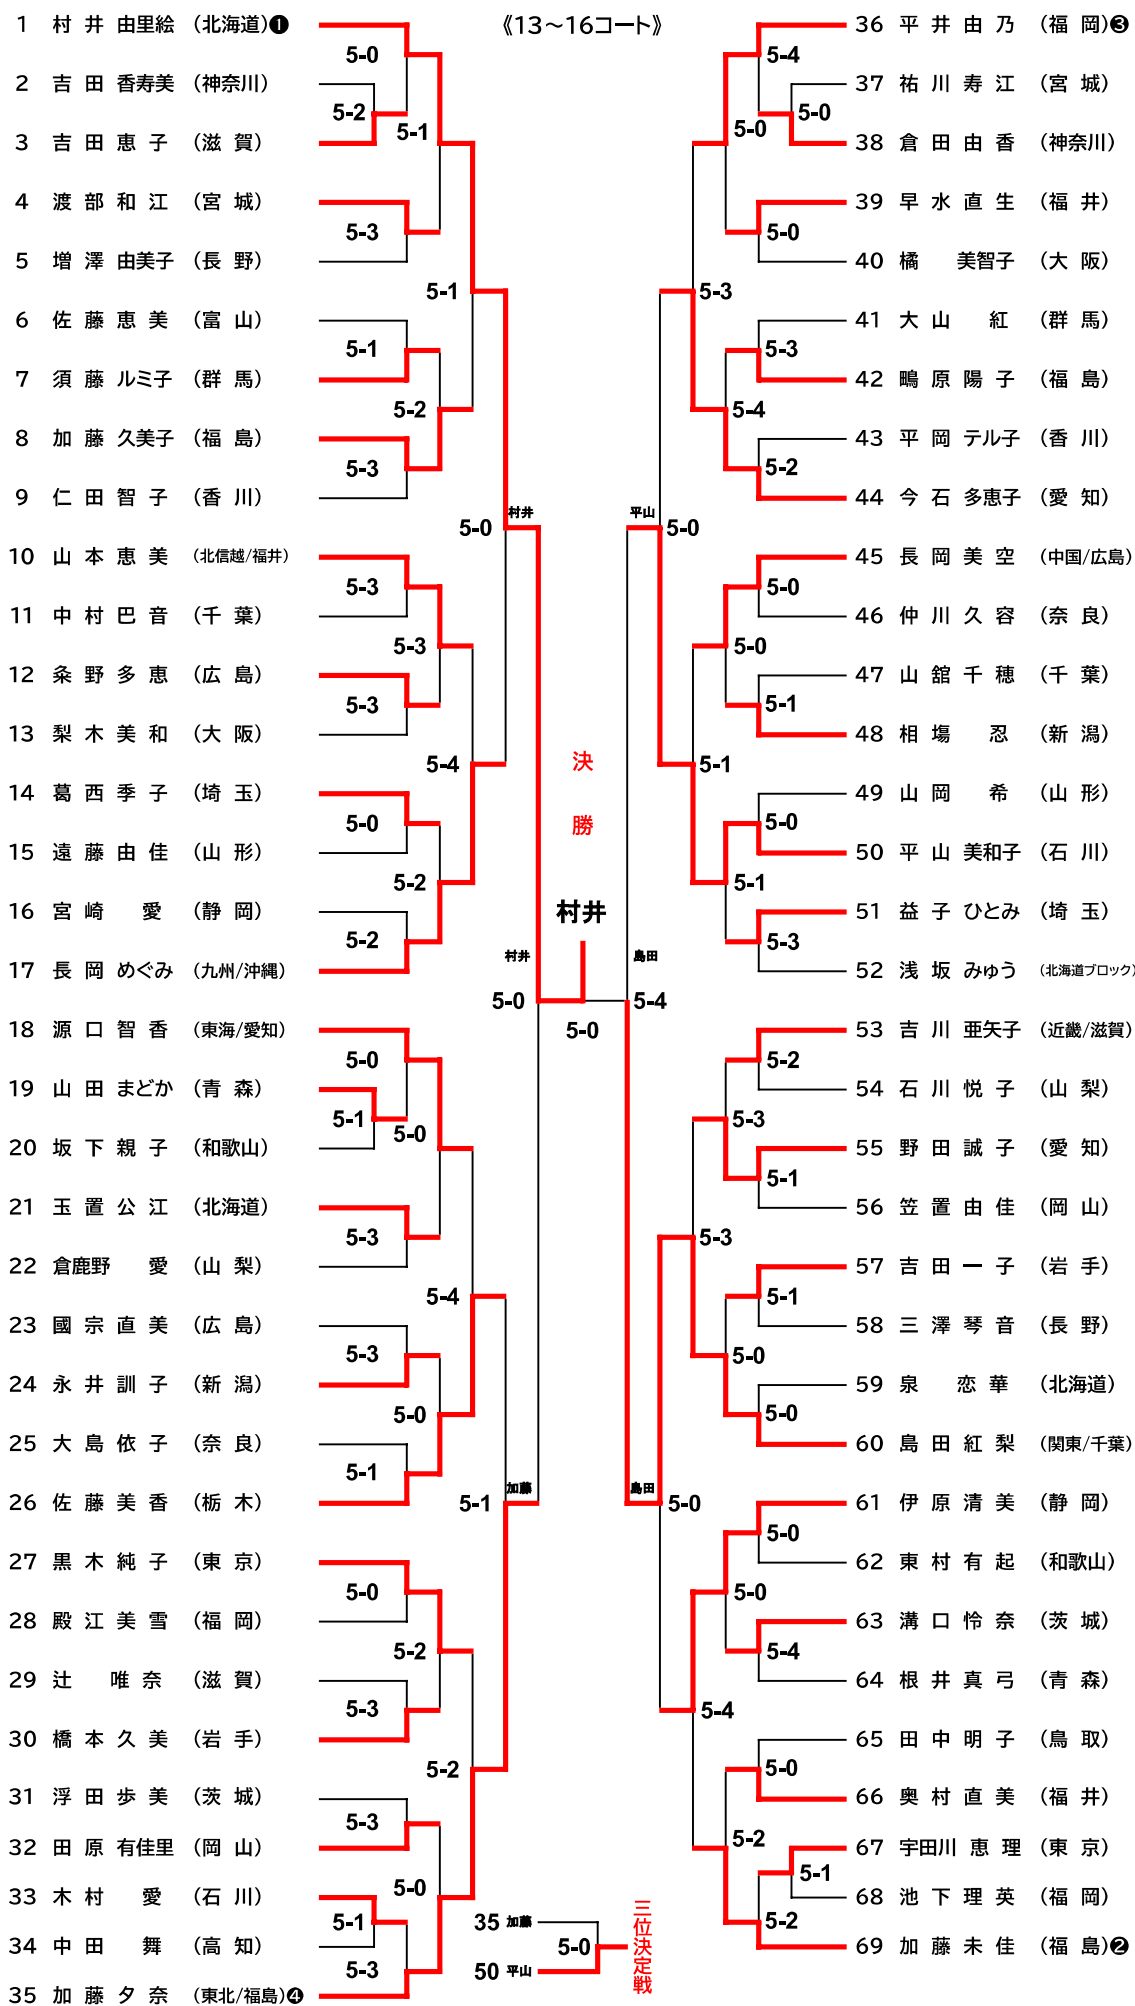 《13～16コート》
1 村井 由里絵 （北海道）❶
5-0
2 吉田 香寿美 （神奈川）
5-2
5-1
3 吉田恵子 （滋賀）
4 渡部和江 （宮城）
5-3
5 増澤 由美子 （長野）
5-1
6 佐藤恵美 （富山）
5-1
7 須藤 ルミ子 （群馬）
5-2
8 加藤 久美子 （福島）
5-3
9 仁田智子 （香川）
5-0
村井
10 山本恵美 （北信越/福井）
5-3
11 中村巴音 （千葉）
5-3
12 粂野多恵 （広島）
5-3
13 梨木美和 （大阪）
5-4
14 葛西季子 （埼玉）
5-0
15 遠藤由佳 （山形）
5-2
16 宮崎 愛 （静岡）
5-2
17 長岡 めぐみ （九州/沖縄）
村井
5-0
18 源口智香 （東海/愛知）
5-0
19 山田 まどか （青森）
5-1
5-0
20 坂下親子 （和歌山）
21 玉置公江 （北海道）
5-3
22 倉鹿野 愛 （山梨）
5-4
23 國宗直美 （広島）
5-3
24 永井訓子 （新潟）
5-0
25 大島依子 （奈良）
5-1
26 佐藤美香 （栃木）
5-1
加藤
27 黒木純子 （東京）
5-0
28 殿江美雪 （福岡）
5-2
29 辻 唯奈 （滋賀）
5-3
30 橋本久美 （岩手）
5-2
31 浮田歩美 （茨城）
5-3
32 田原 有佳里 （岡山）
5-0
33 木村 愛 （石川）
5-1
34 中田 舞 （高知）
5-3
35 加藤夕奈 （東北/福島）❹
決勝
村井
5-0
36 平井由乃 （福岡）❸
5-4
37 祐川寿江 （宮城）
5-0
5-0
38 倉田由香 （神奈川）
39 早水直生 （福井）
5-0
40 橘 美智子 （大阪）
5-3
41 大山 紅 （群馬）
5-3
42 鴫原陽子 （福島）
5-4
43 平岡 テル子 （香川）
5-2
44 今石 多恵子 （愛知）
平山
5-0
45 長岡美空 （中国/広島）
5-0
46 仲川久容 （奈良）
5-0
47 山舘千穂 （千葉）
5-1
48 相塲 忍 （新潟）
5-1
49 山岡 希 （山形）
5-0
50 平山 美和子 （石川）
5-1
51 益子 ひとみ （埼玉）
5-3
52 浅坂 みゅう （北海道ブロック）
島田
5-4
53 吉川 亜矢子 （近畿/滋賀）
5-2
54 石川悦子 （山梨）
5-3
55 野田誠子 （愛知）
5-1
56 笠置由佳 （岡山）
5-3
57 吉田一子 （岩手）
5-1
58 三澤琴音 （長野）
5-0
59 泉 恋華 （北海道）
5-0
60 島田紅梨 （関東/千葉）
島田
5-0
61 伊原清美 （静岡）
5-0
62 東村有起 （和歌山）
5-0
63 溝口怜奈 （茨城）
5-4
64 根井真弓 （青森）
5-4
65 田中明子 （鳥取）
5-0
66 奥村直美 （福井）
5-2
67 宇田川 恵理 （東京）
5-1
68 池下理英 （福岡）
5-2
69 加藤未佳 （福島）❷
三位決定戦
35 加藤
5-0
50 平山